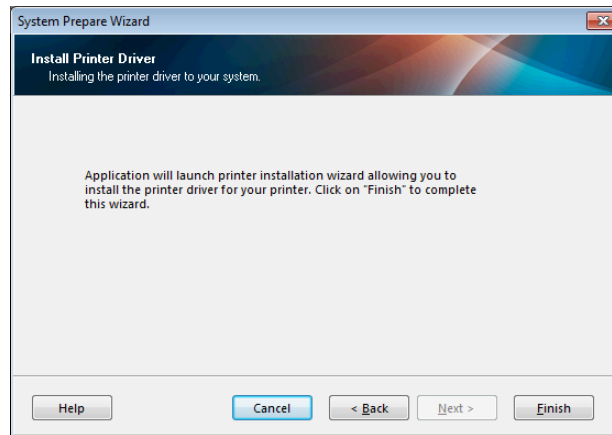 System Prepare Wizard
Install Printer Driver
Installing the printer driver to your system.
Application will launch printer installation wizard allowing you to
install the printer driver for your printer. Click on "Finish" to complete
this wizard.
Help Cancel < Back Next > Finish